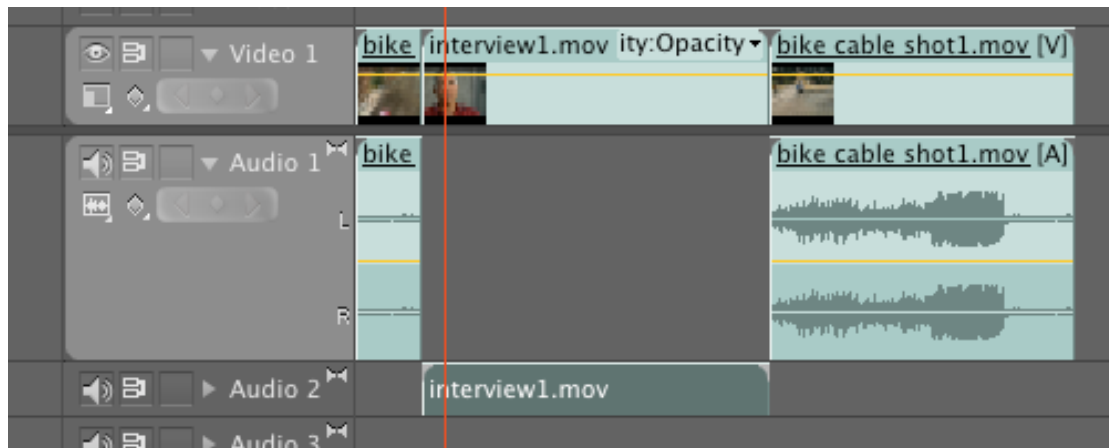 Video 1
bike
interview1.mov ity:Opacity
bike cable shot1.mov [V]
Audio 1
bike
bike cable shot1.mov [A]
L
R
Audio 2
interview1.mov
Audio 3